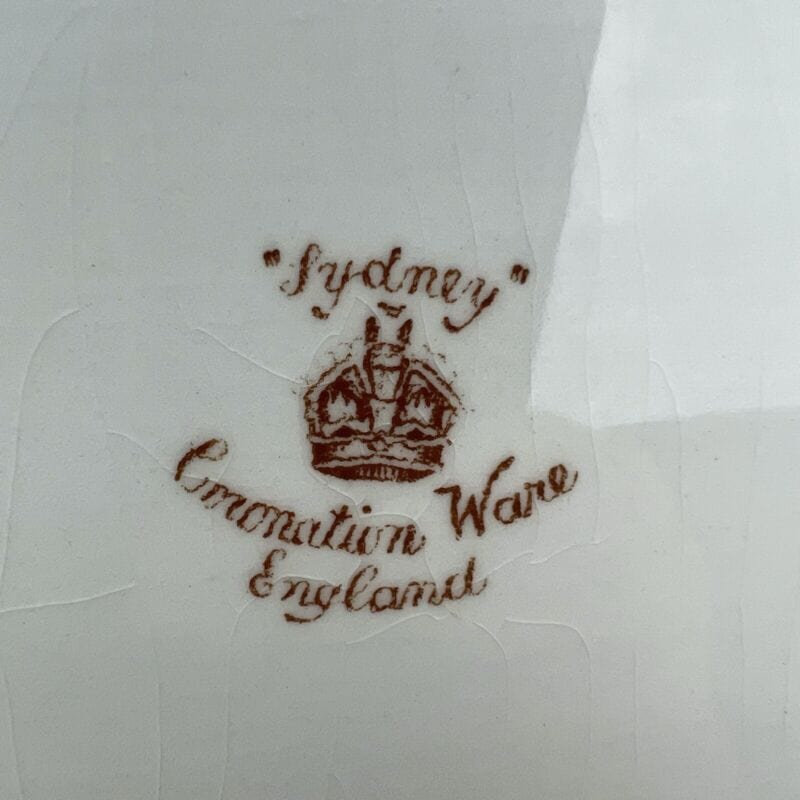 "Sydney"
Coronation Ware
England